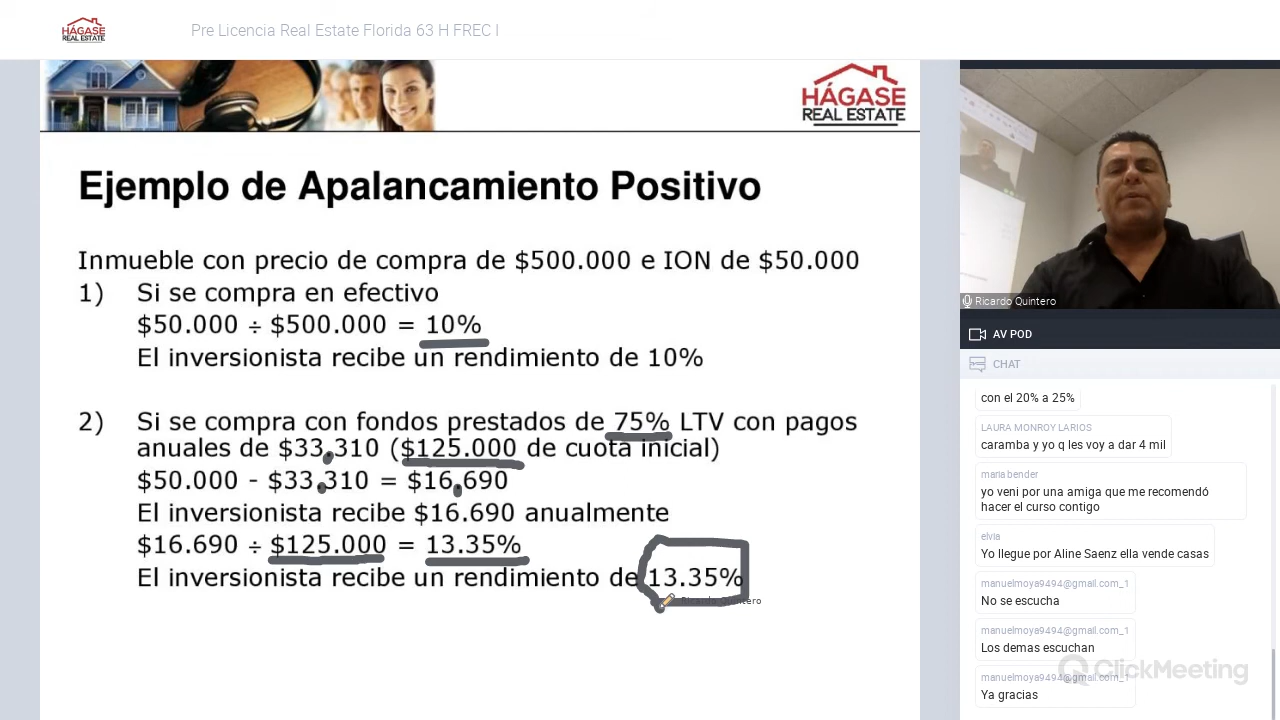 HÁGASE
REAL ESTATE
Pre Licencia Real Estate Florida 63 H FREC I
HÁGASE
REAL ESTATE
Ejemplo de Apalancamiento Positivo
Inmueble con precio de compra de $500.000 e ION de $50.000
1) Si se compra en efectivo
$50.000 ÷ $500.000 = 10%
El inversionista recibe un rendimiento de 10%
2) Si se compra con fondos prestados de 75% LTV con pagos
anuales de $33,310 ($125.000 de cuota inicial)
$50.000 - $33.310 = $16.690
El inversionista recibe $16.690 anualmente
$16.690 ÷ $125.000 = 13.35%
El inversionista recibe un rendimiento de 13.35%
Ricardo Quintero
Ricardo Quintero
AV POD
CHAT
con el 20% a 25%
LAURA MONROY LARIOS
caramba y yo q les voy a dar 4 mil
maria bender
yo veni por una amiga que me recomendó
hacer el curso contigo
elvia
Yo llegue por Aline Saenz ella vende casas
manuelmoya9494@gmail.com_1
No se escucha
manuelmoya9494@gmail.com_1
Los demas escuchan
manuelmoya9494@gmail.com_1
Ya gracias
ClickMeeting